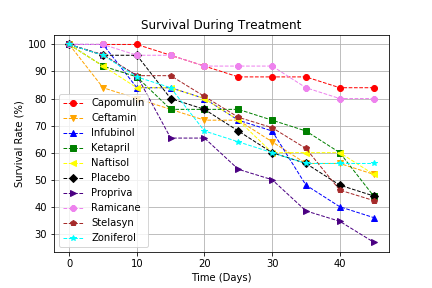 Survival During Treatment
Survival Rate (%)
100
90
80
70
60
50
40
30
Capomulin
Ceftamin
Infubinol
Ketapril
Naftisol
Placebo
Propriva
Ramicane
Stelasyn
Zoniferol
0
10
20
30
40
Time (Days)